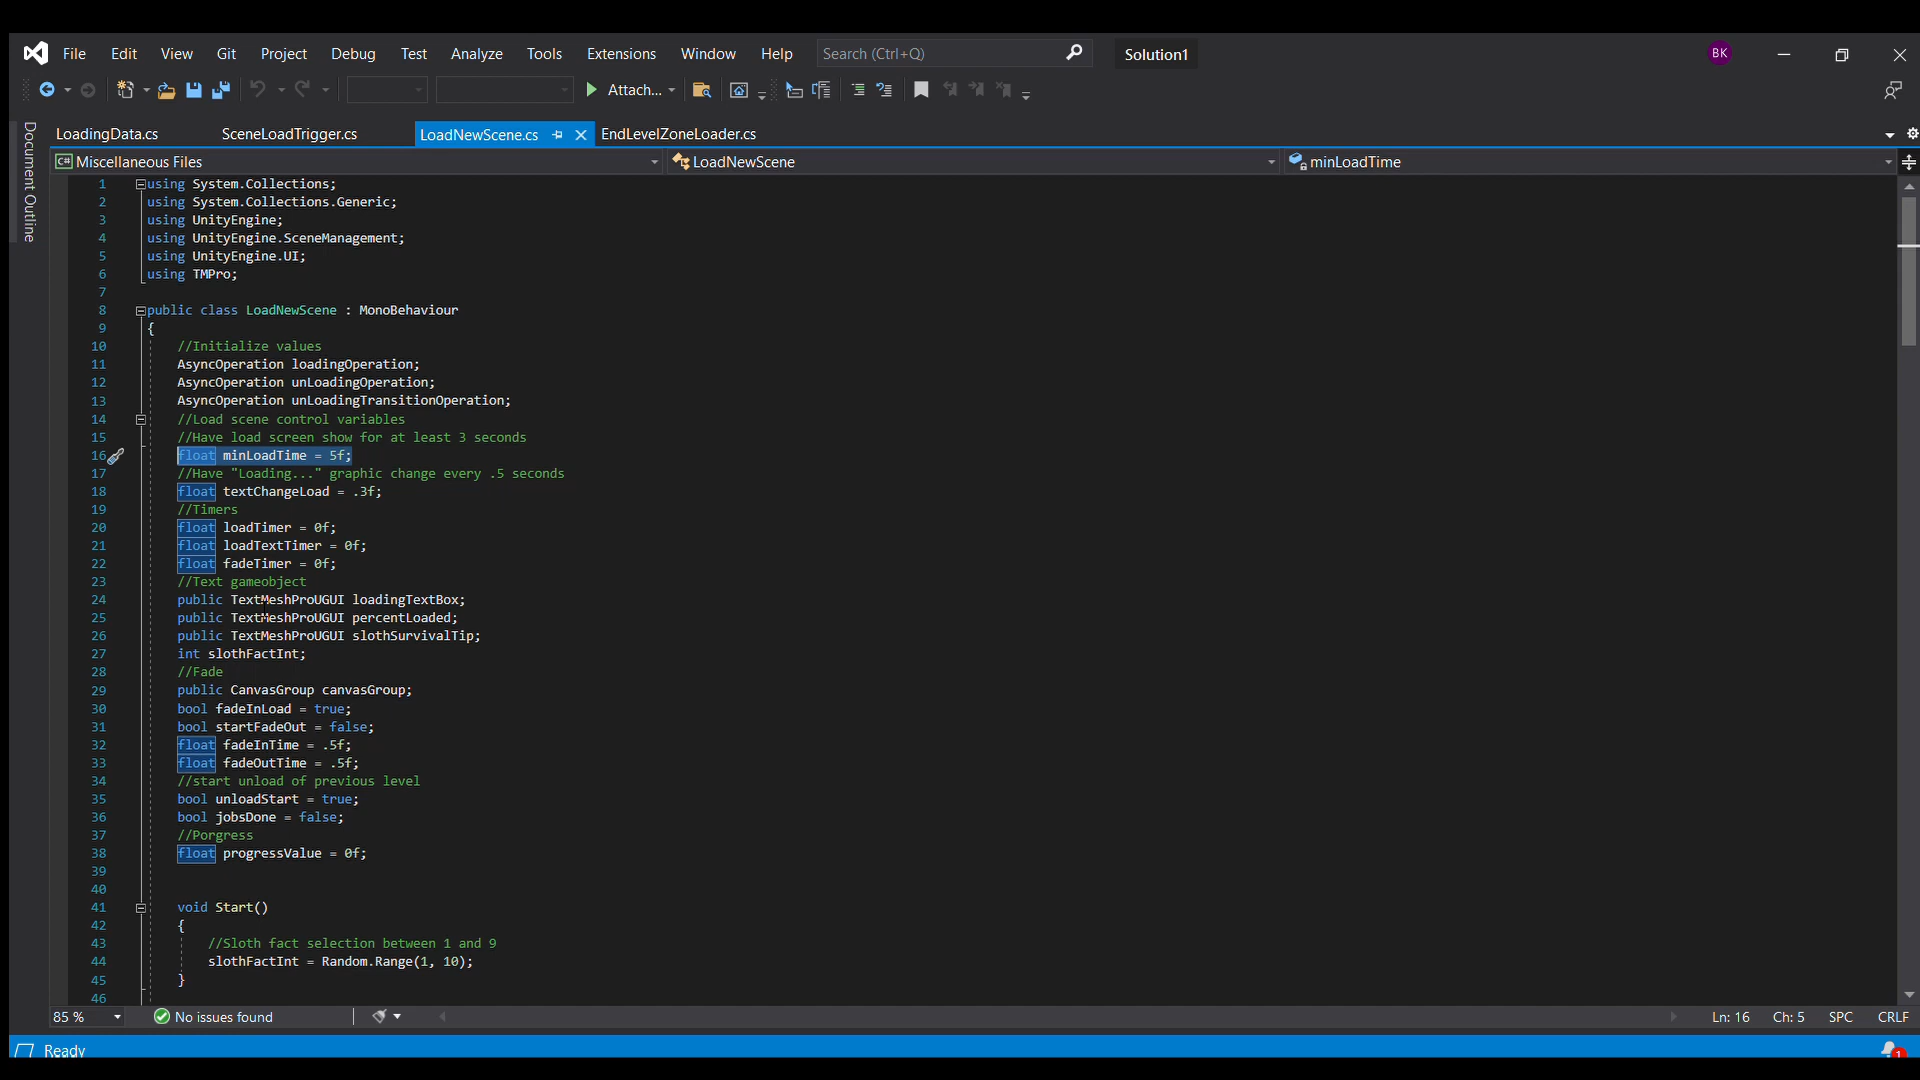 File Edit View Git Project Debug Test Analyze Tools Extensions Window Help Search (Ctrl+Q) Solution1 BK
Attach...
LoadingData.cs SceneLoadTrigger.cs LoadNewScene.cs EndLevelZoneLoader.cs
Document Outline
C# Miscellaneous Files LoadNewScene minLoadTime
1 using System.Collections;
2 using System.Collections.Generic;
3 using UnityEngine;
4 using UnityEngine.SceneManagement;
5 using UnityEngine.UI;
6 using TMPro;
7
8 public class LoadNewScene : MonoBehaviour
9 {
10 //Initialize values
11 AsyncOperation loadingOperation;
12 AsyncOperation unLoadingOperation;
13 AsyncOperation unLoadingTransitionOperation;
14 //Load scene control variables
15 //Have load screen show for at least 3 seconds
16 float minLoadTime = 5f;
17 //Have "Loading..." graphic change every .5 seconds
18 float textChangeLoad = .3f;
19 //Timers
20 float loadTimer = 0f;
21 float loadTextTimer = 0f;
22 float fadeTimer = 0f;
23 //Text gameobject
24 public TextMeshProUGUI loadingTextBox;
25 public TextMeshProUGUI percentLoaded;
26 public TextMeshProUGUI slothSurvivalTip;
27 int slothFactInt;
28 //Fade
29 public CanvasGroup canvasGroup;
30 bool fadeInLoad = true;
31 bool startFadeOut = false;
32 float fadeInTime = .5f;
33 float fadeOutTime = .5f;
34 //start unload of previous level
35 bool unloadStart = true;
36 bool jobsDone = false;
37 //Porgress
38 float progressValue = 0f;
39
40
41 void Start()
42 {
43 //Sloth fact selection between 1 and 9
44 slothFactInt = Random.Range(1, 10);
45 }
46
85 % No issues found Ln: 16 Ch: 5 SPC CRLF
Ready 1